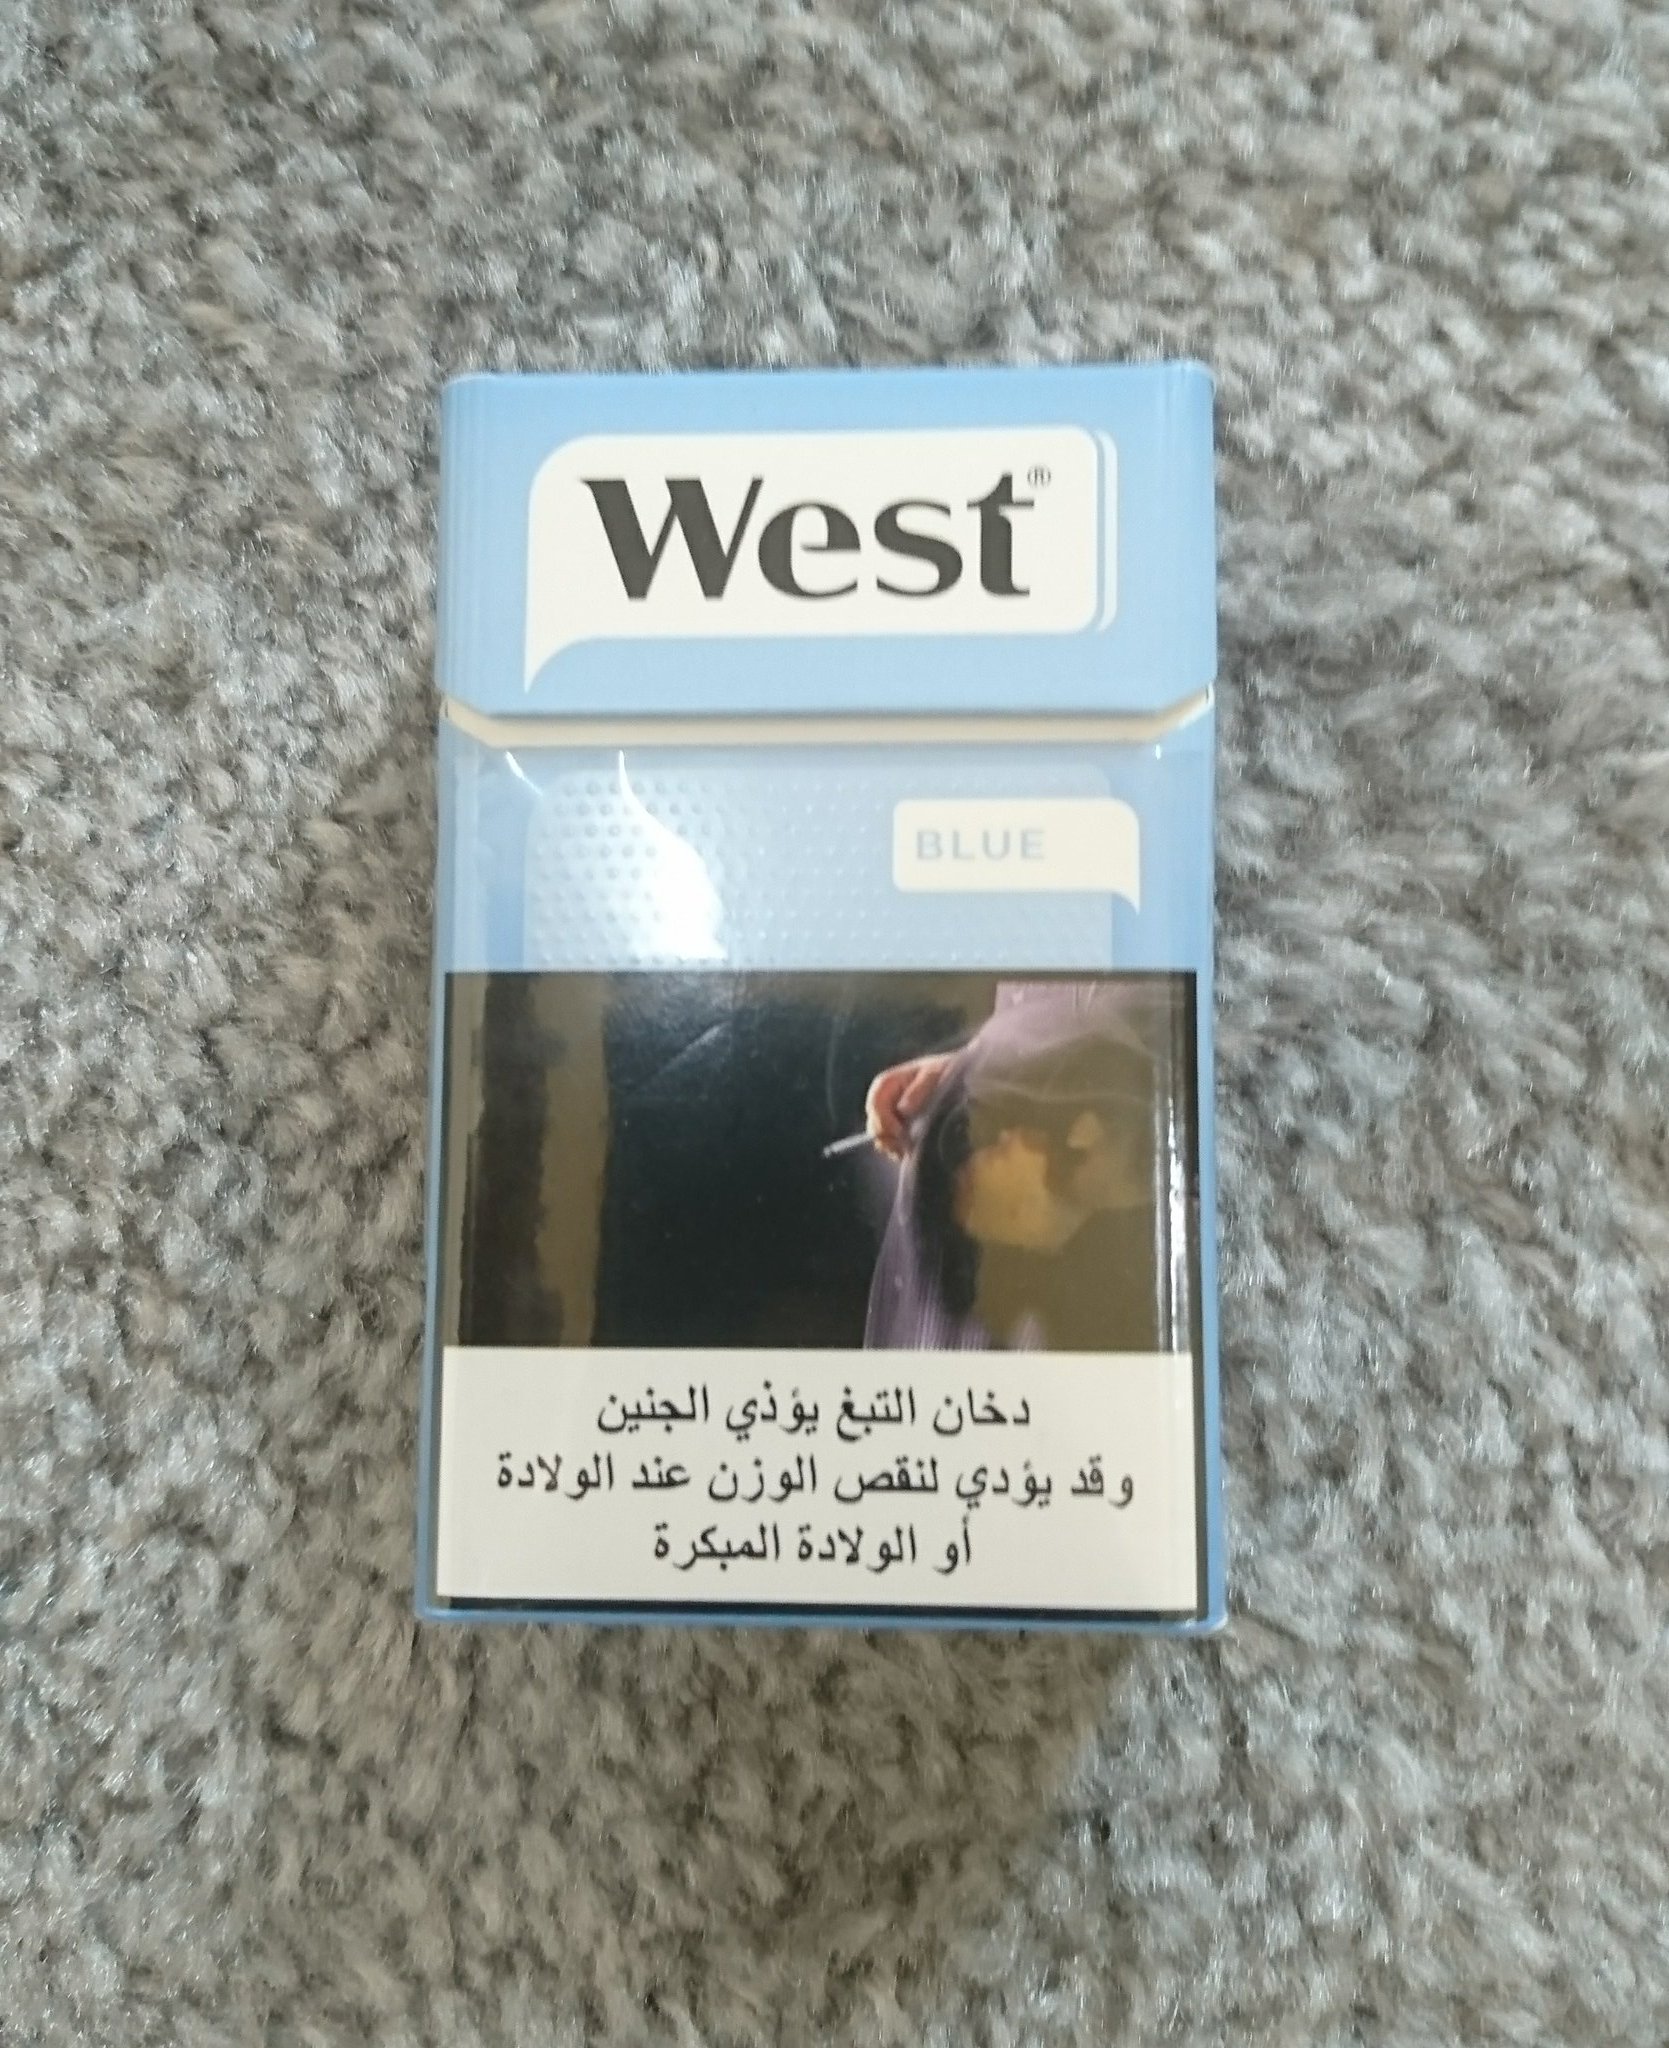 West®
BLUE
دخان التبغ يؤذي الجنين
وقد يؤدي لنقص الوزن عند الولادة
أو الولادة المبكرة